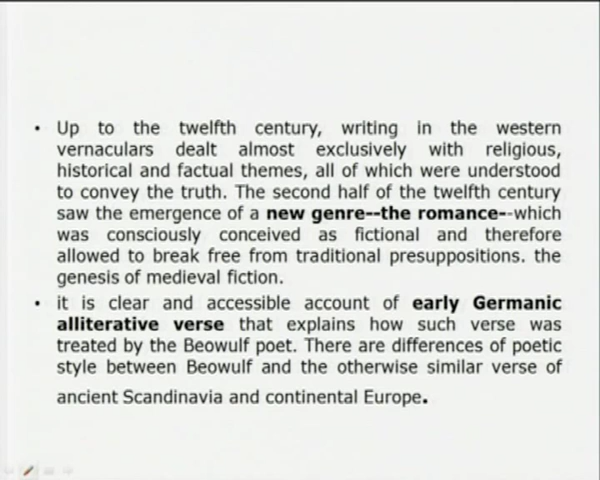 • Up to the twelfth century, writing in the western
vernaculars dealt almost exclusively with religious,
historical and factual themes, all of which were understood
to convey the truth. The second half of the twelfth century
saw the emergence of a new genre--the romance--which
was consciously conceived as fictional and therefore
allowed to break free from traditional presuppositions. the
genesis of medieval fiction.
• it is clear and accessible account of early Germanic
alliterative verse that explains how such verse was
treated by the Beowulf poet. There are differences of poetic
style between Beowulf and the otherwise similar verse of
ancient Scandinavia and continental Europe.